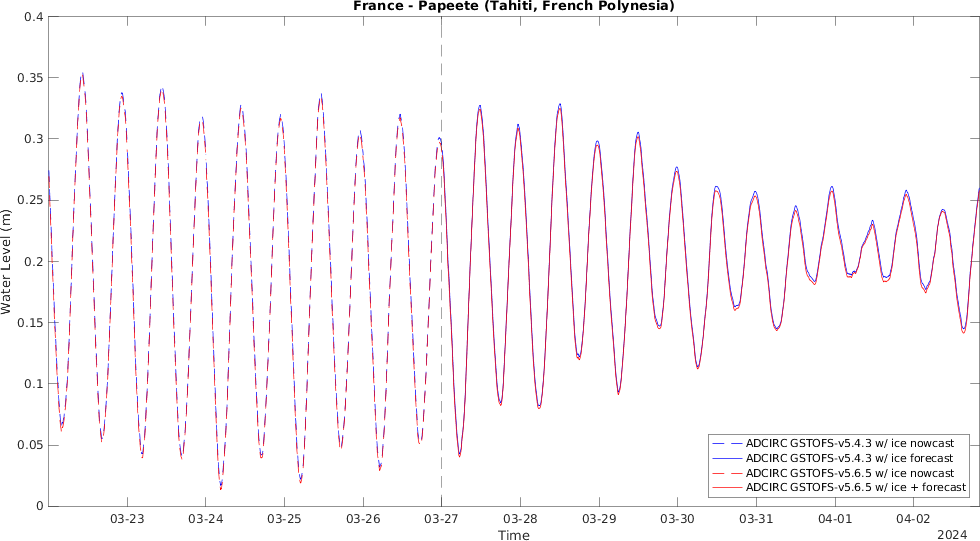 France - Papeete (Tahiti, French Polynesia)
0.4
0.35
0.3
0.25
0.2
0.15
0.1
0.05
0
Water Level (m)
03-23 03-24 03-25 03-26 03-27 03-28 03-29 03-30 03-31 04-01 04-02
Time
2024
ADCIRC GSTOFS-v5.4.3 w/ ice nowcast
ADCIRC GSTOFS-v5.4.3 w/ ice forecast
ADCIRC GSTOFS-v5.6.5 w/ ice nowcast
ADCIRC GSTOFS-v5.6.5 w/ ice + forecast